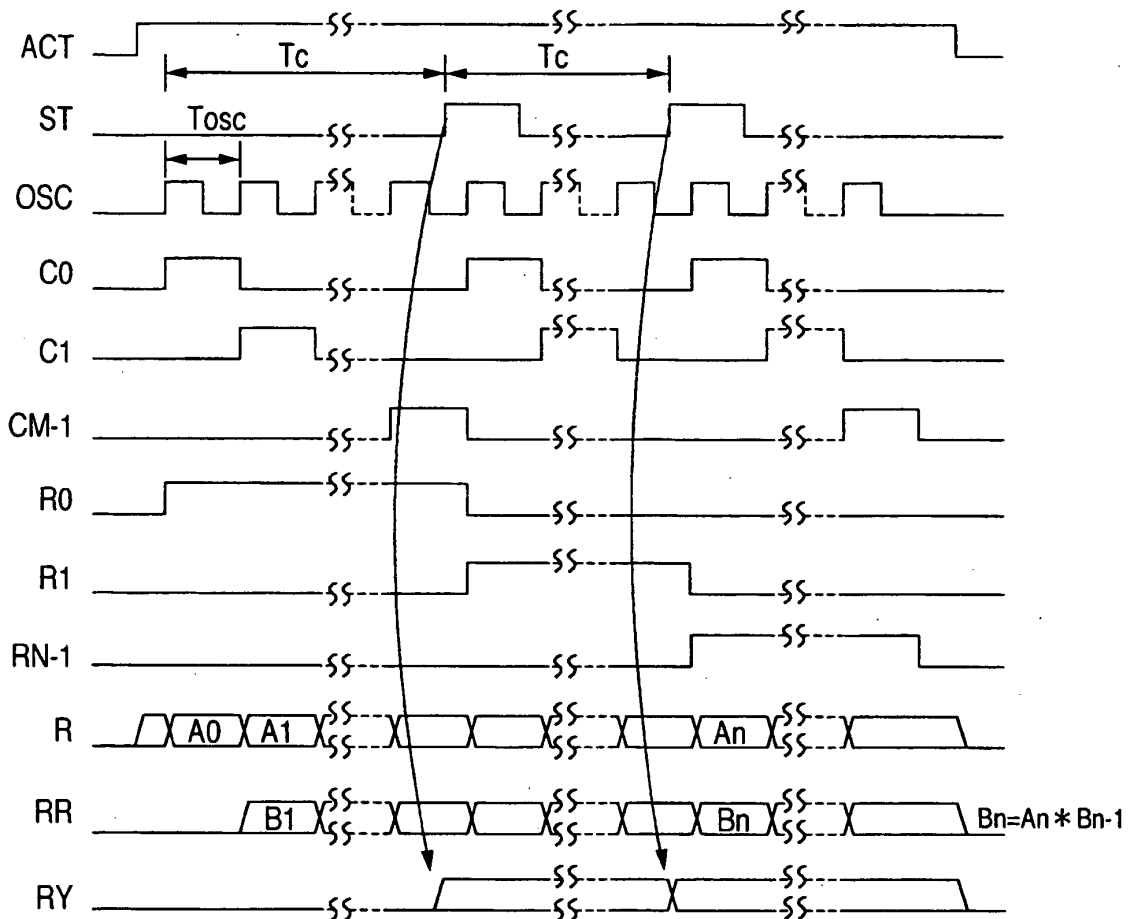 ACT
Tc Tc
ST
Tosc
OSC
C0
C1
CM-1
R0
R1
RN-1
R A0 A1 An
RR B1 Bn Bn=An*Bn-1
RY